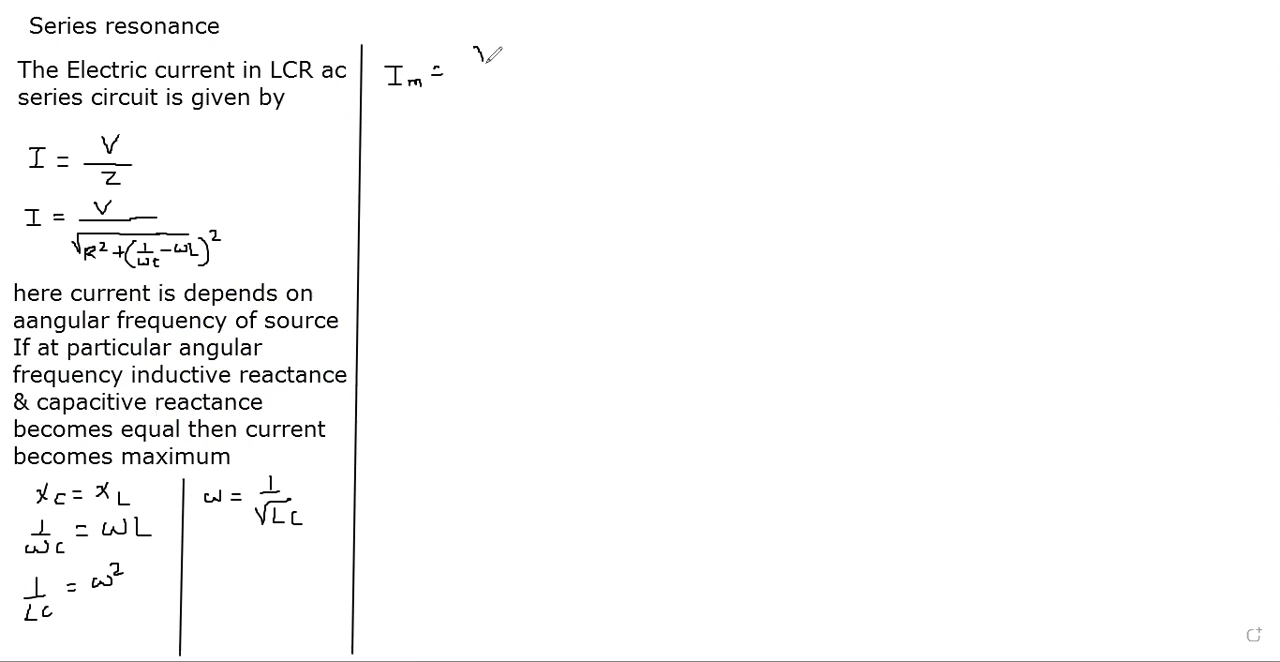 Series resonance
The Electric current in LCR ac
series circuit is given by
I = V/Z
I = V/√(R²+(1/ωC - ωL)²)
here current is depends on
aangular frequency of source
If at particular angular
frequency inductive reactance
& capacitive reactance
becomes equal then current
becomes maximum
XC = XL
1/ωC = ωL
1/LC = ω²
ω = 1/√LC
Im = V